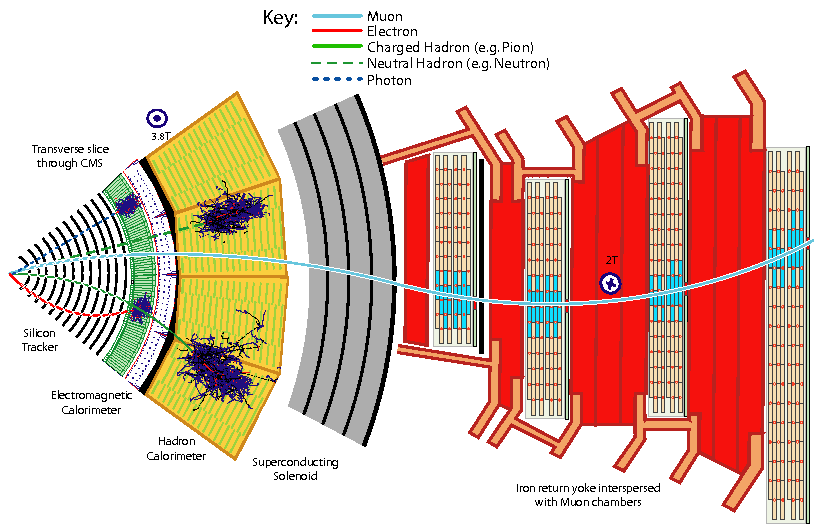 Key:
Muon
Electron
Charged Hadron (e.g. Pion)
Neutral Hadron (e.g. Neutron)
Photon
3.8T
Transverse slice
through CMS
2T
Silicon
Tracker
Electromagnetic
Calorimeter
Hadron
Calorimeter
Superconducting
Solenoid
Iron return yoke interspersed
with Muon chambers